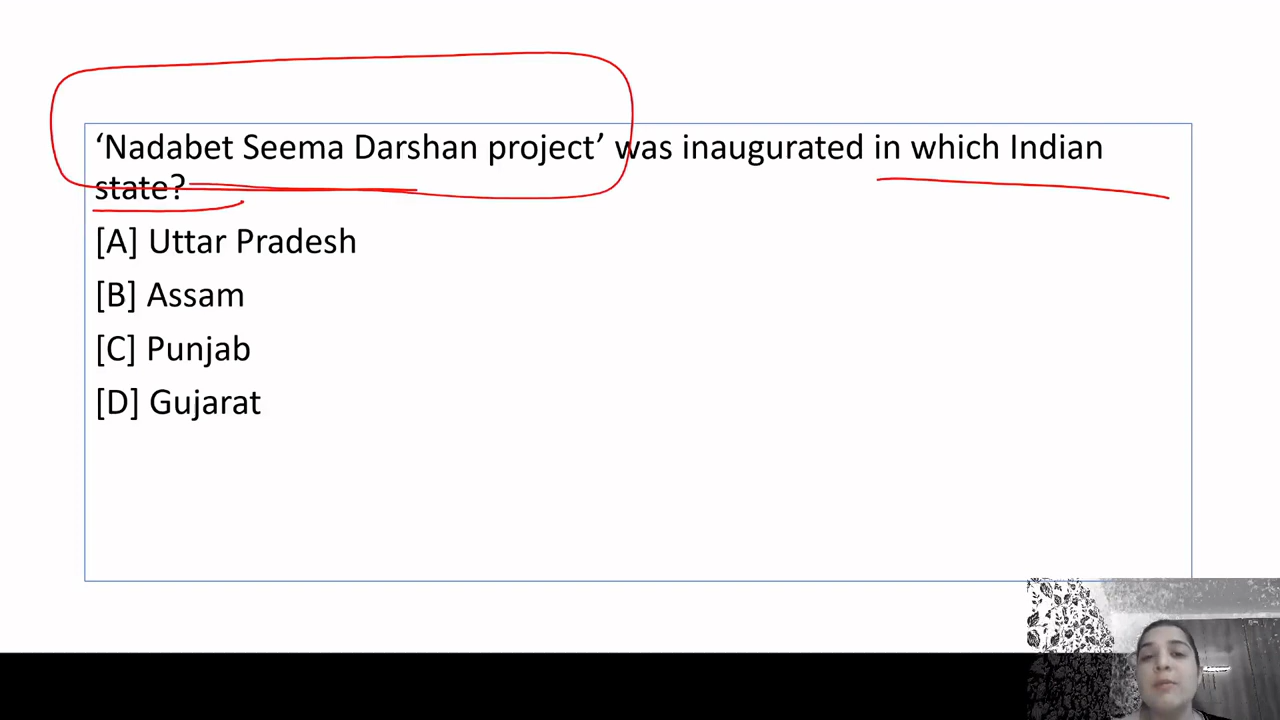 ‘Nadabet Seema Darshan project’ was inaugurated in which Indian
state?
[A] Uttar Pradesh
[B] Assam
[C] Punjab
[D] Gujarat